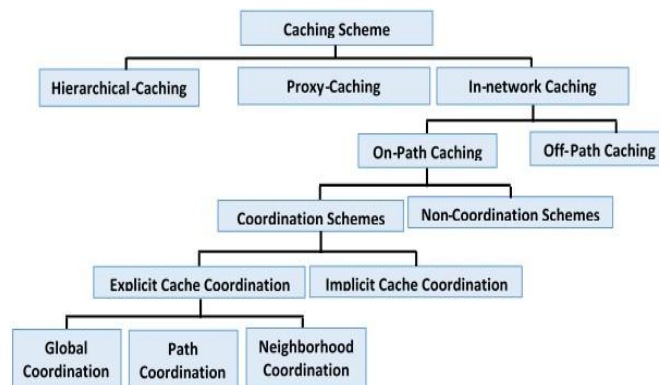 Caching Scheme
Hierarchical-Caching
Proxy-Caching
In-network Caching
On-Path Caching
Off-Path Caching
Coordination Schemes
Non-Coordination Schemes
Explicit Cache Coordination
Implicit Cache Coordination
Global
Coordination
Path
Coordination
Neighborhood
Coordination